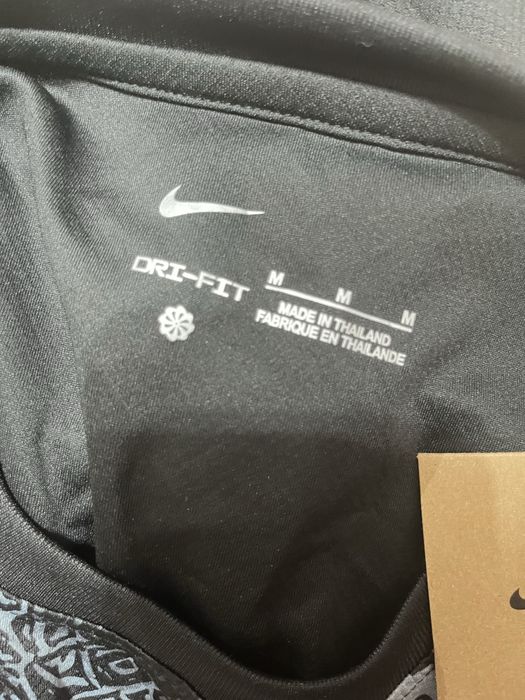 DRI-FIT
M M M
MADE IN THAILAND
FABRIQUE EN THAILANDE